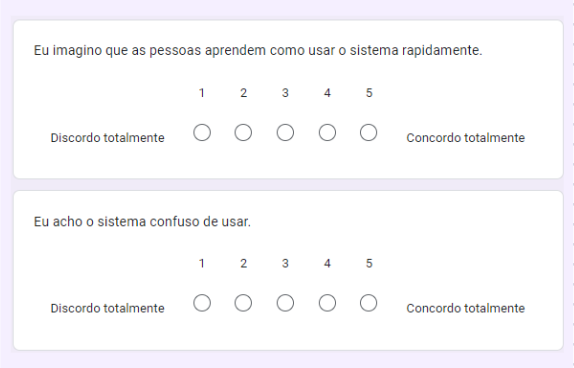 Eu imagino que as pessoas aprendem como usar o sistema rapidamente.
1 2 3 4 5
Discordo totalmente Concordo totalmente
Eu acho o sistema confuso de usar.
1 2 3 4 5
Discordo totalmente Concordo totalmente